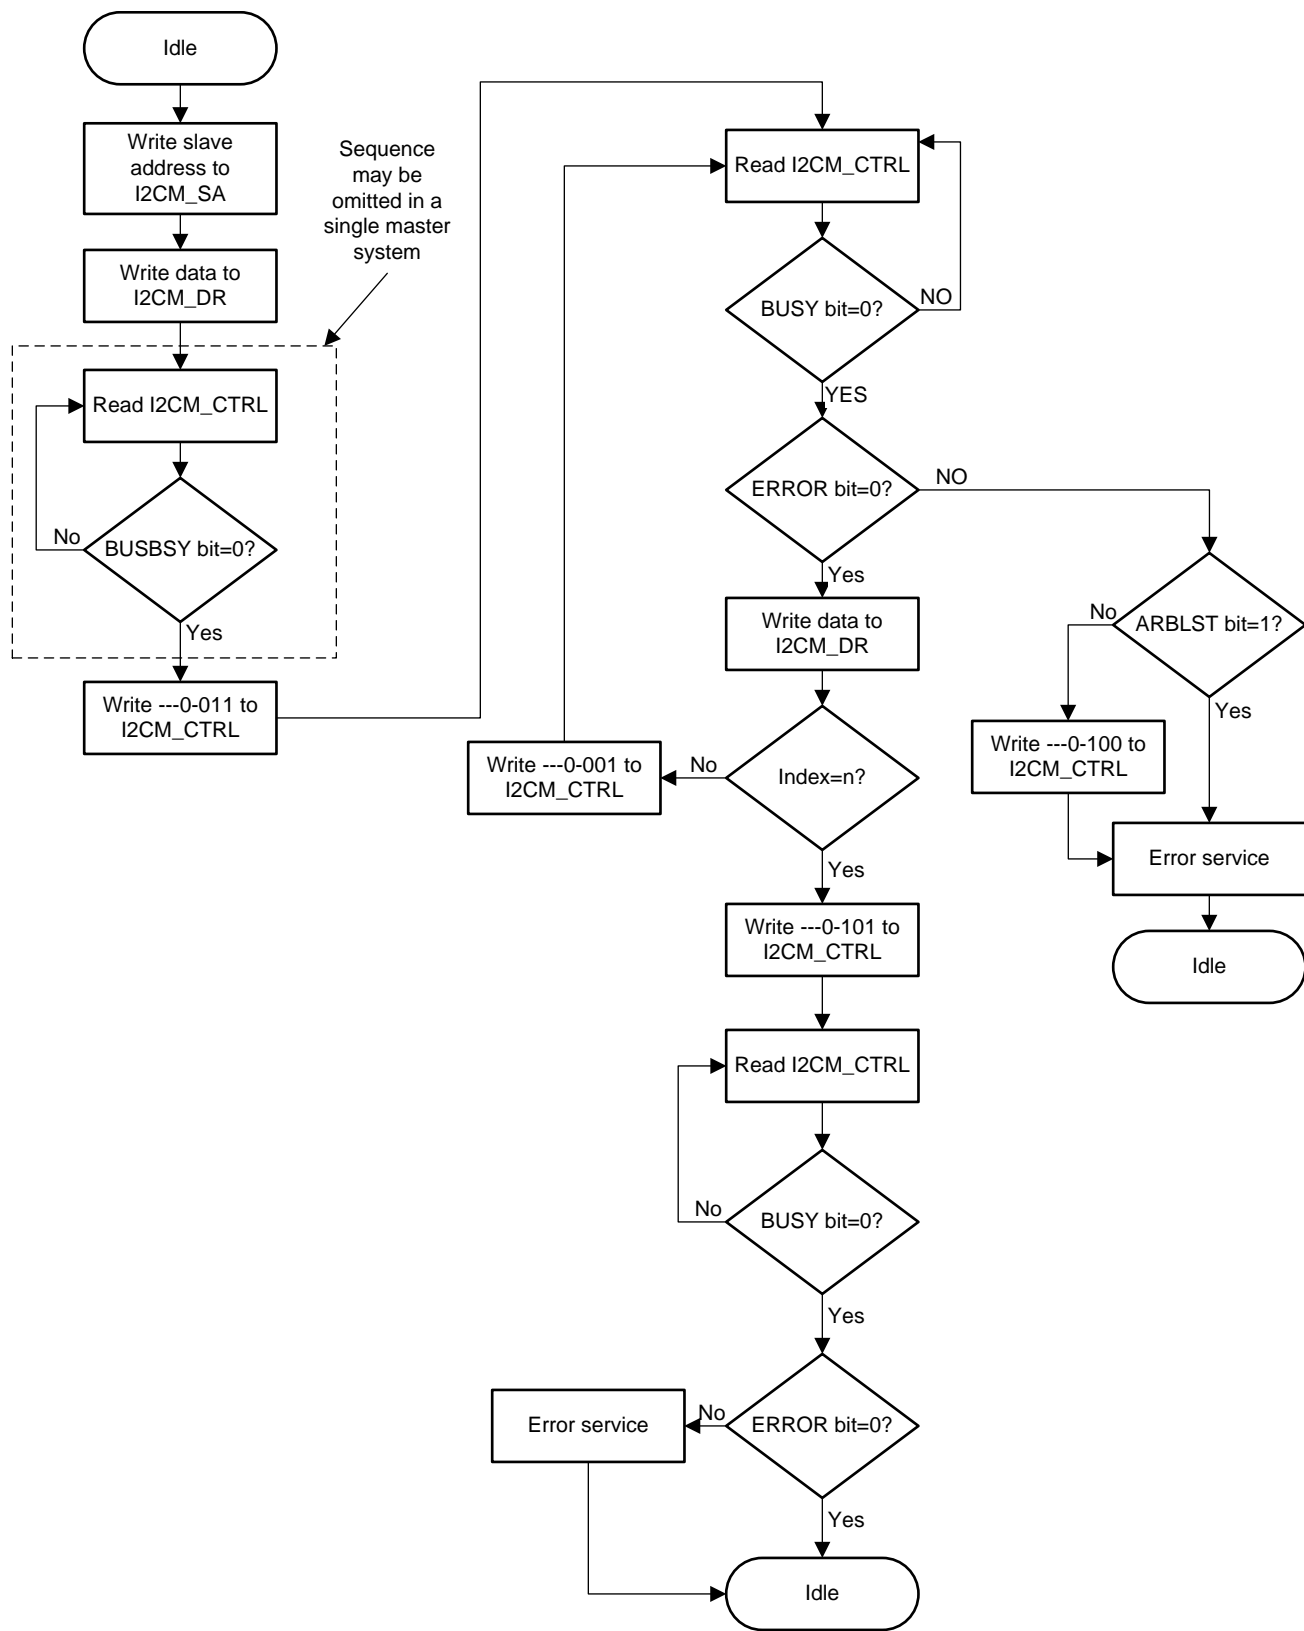 Idle
Write slave
address to
I2CM_SA
Write data to
I2CM_DR
Sequence
may be
omitted in a
single master
system
Read I2CM_CTRL
BUSBSY bit=0?
No
Yes
Write ---0-011 to
I2CM_CTRL
Read I2CM_CTRL
BUSY bit=0?
NO
YES
ERROR bit=0?
NO
Yes
Write data to
I2CM_DR
Index=n?
No
Write ---0-001 to
I2CM_CTRL
Yes
ARBLST bit=1?
No
Yes
Write ---0-100 to
I2CM_CTRL
Error service
Idle
Write ---0-101 to
I2CM_CTRL
Read I2CM_CTRL
BUSY bit=0?
No
Yes
ERROR bit=0?
No
Error service
Yes
Idle